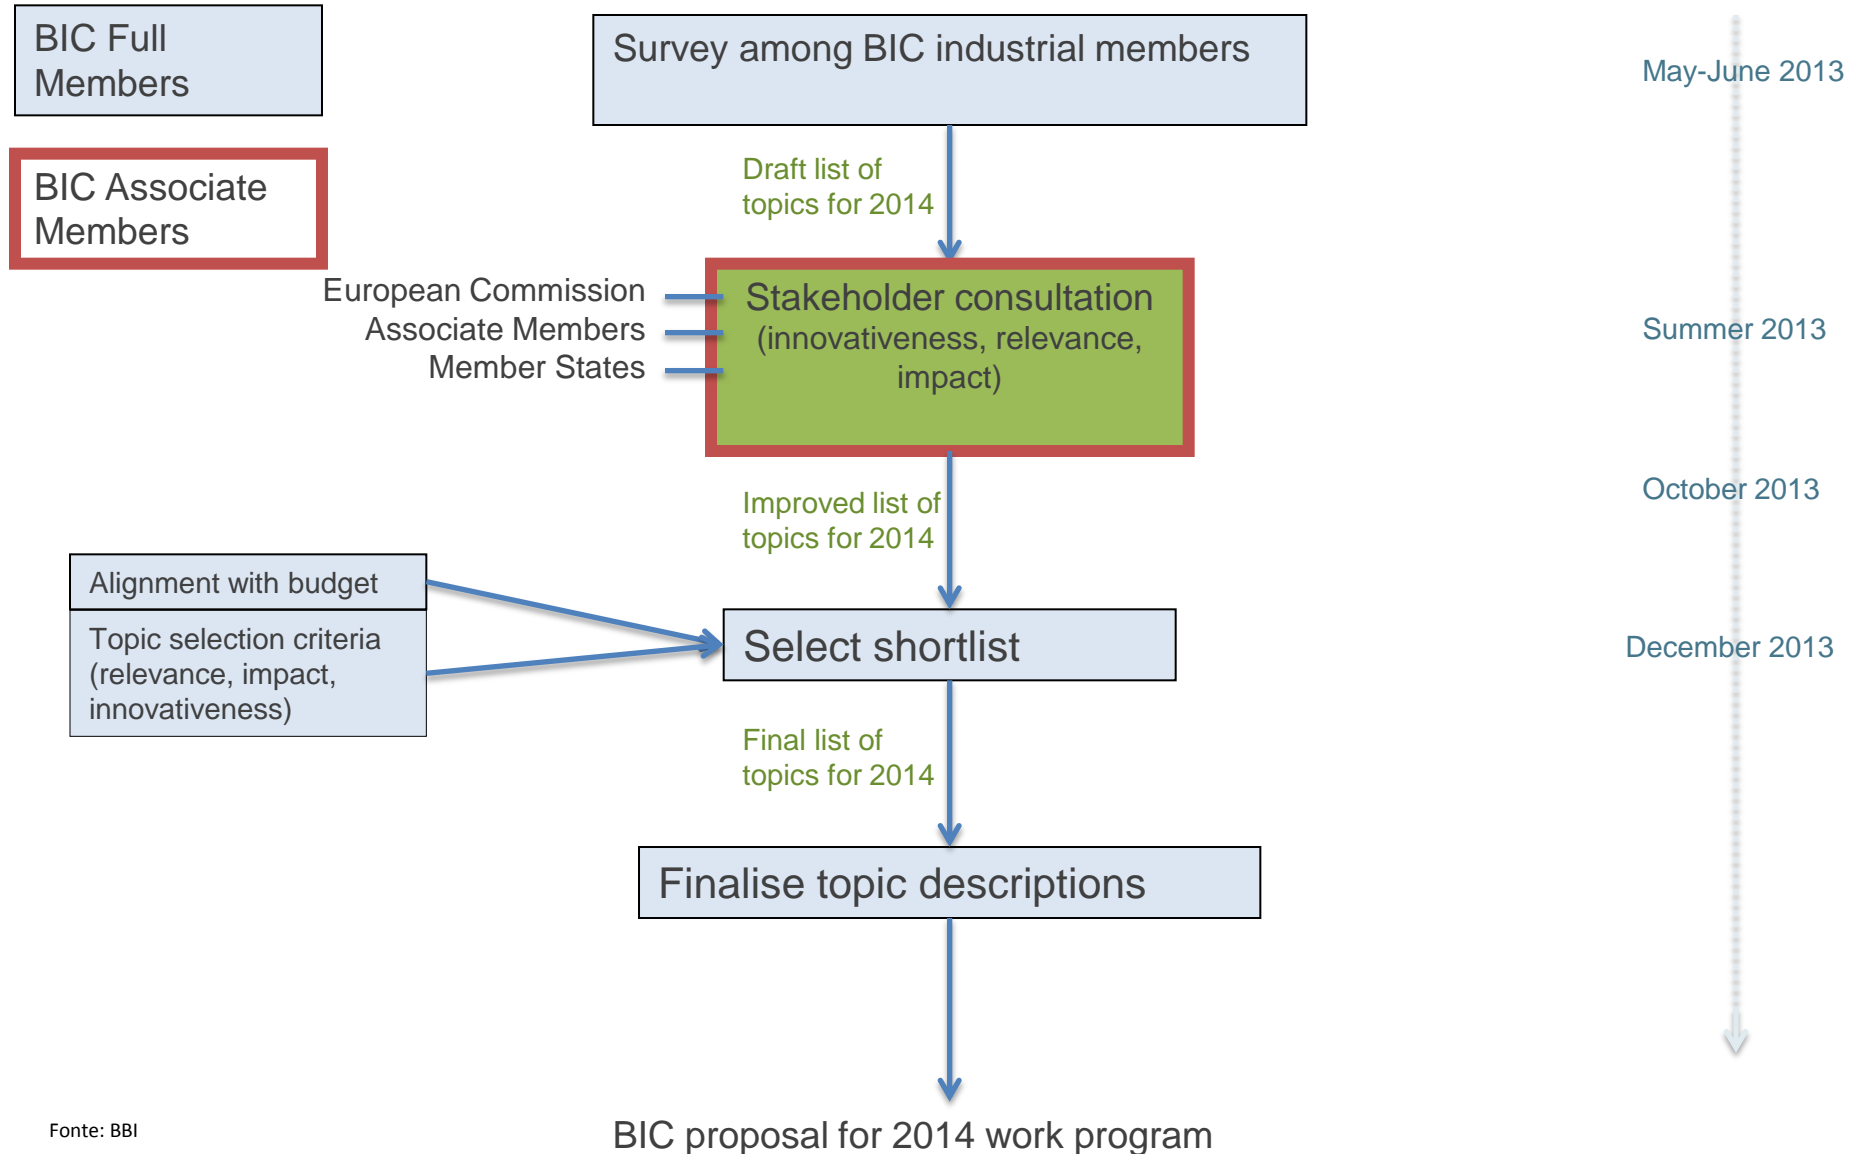 BIC Full
Members
Survey among BIC industrial members
May-June 2013
BIC Associate
Members
Draft list of
topics for 2014
European Commission
Associate Members
Member States
Stakeholder consultation
(innovativeness, relevance,
impact)
Summer 2013
Improved list of
topics for 2014
October 2013
Alignment with budget
Topic selection criteria
(relevance, impact,
innovativeness)
Select shortlist
December 2013
Final list of
topics for 2014
Finalise topic descriptions
BIC proposal for 2014 work program
Fonte: BBI